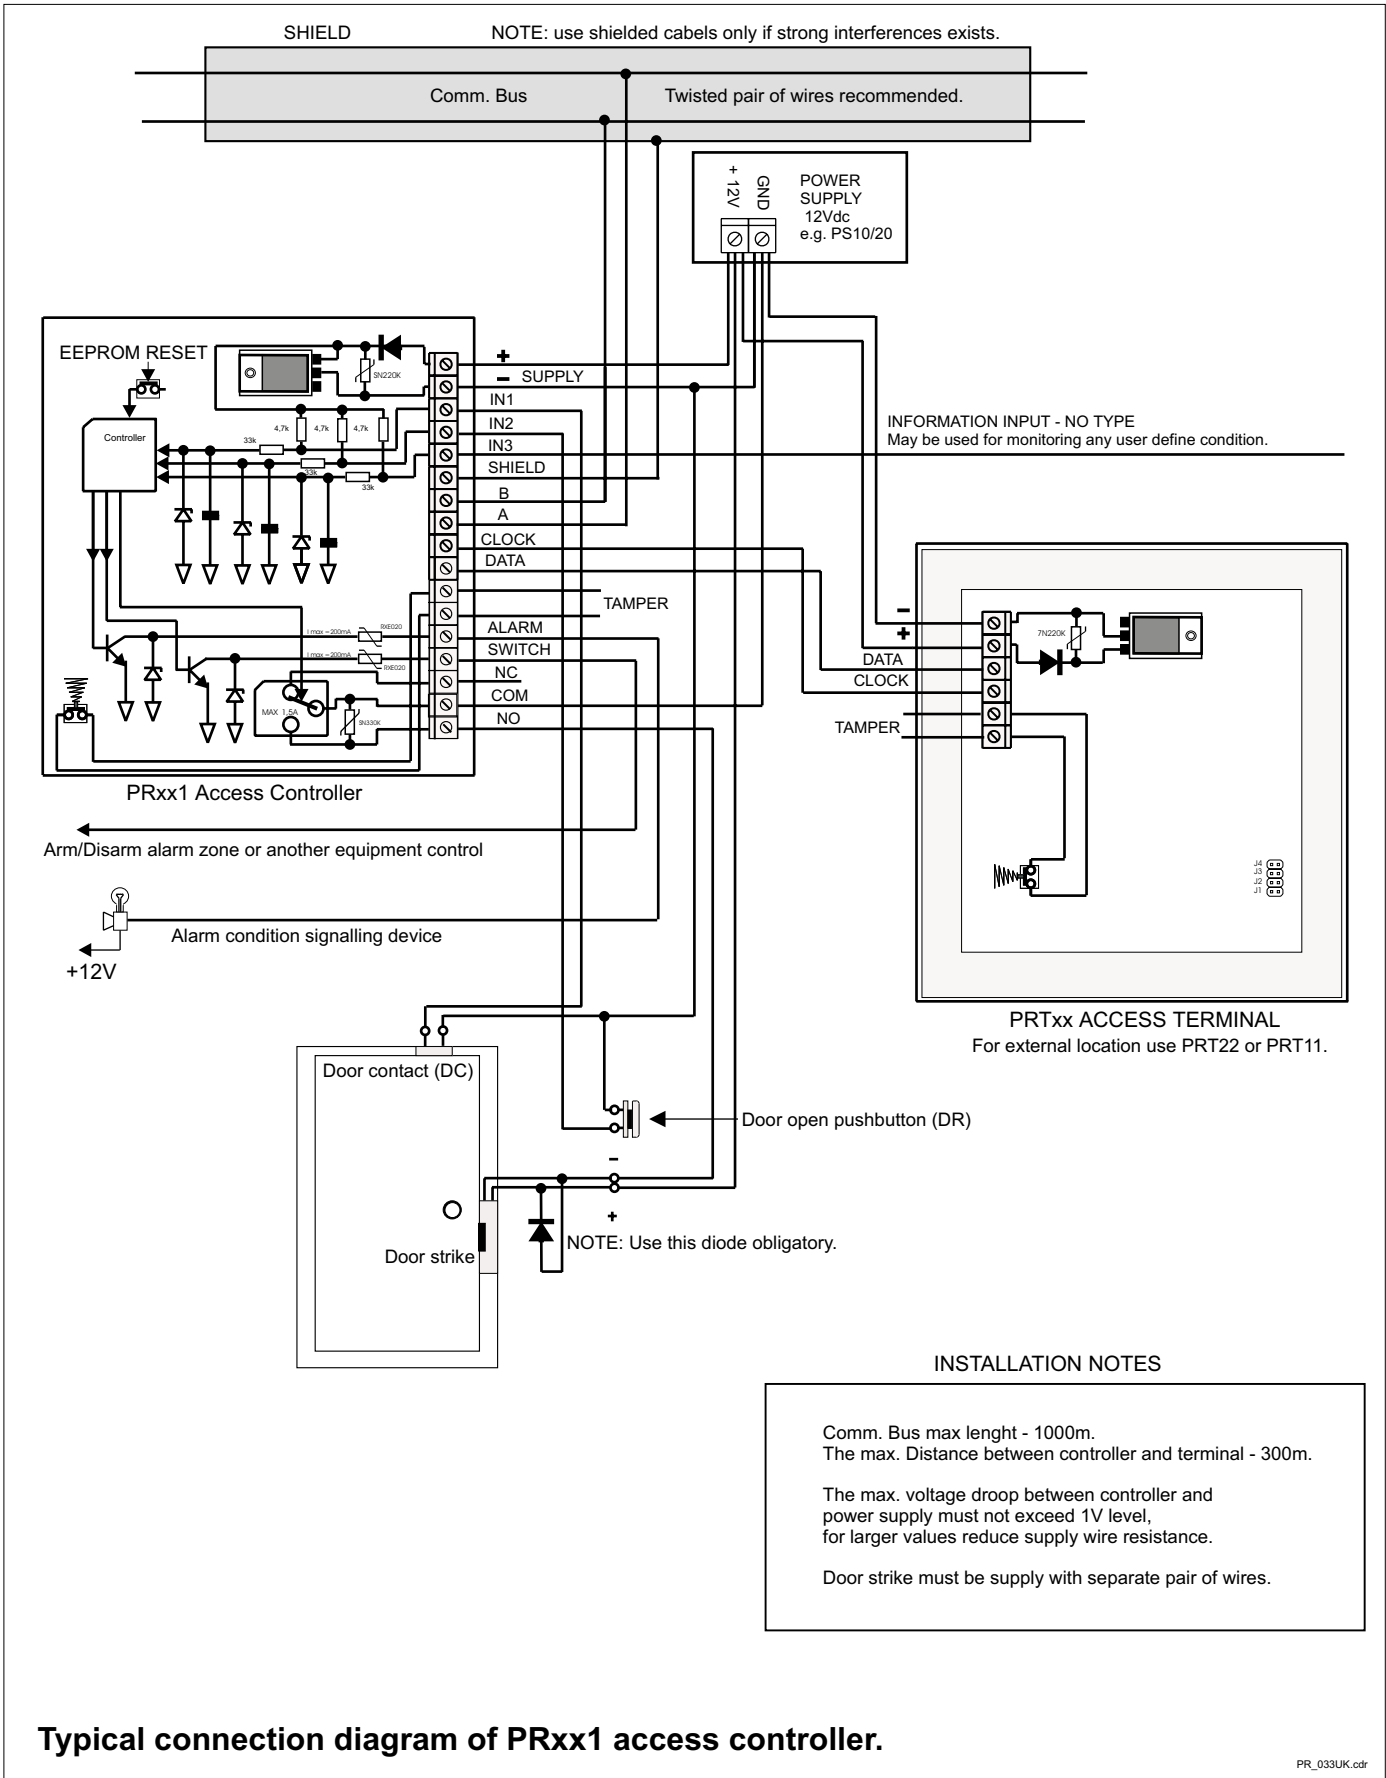 SHIELD
NOTE: use shielded cabels only if strong interferences exists.
Comm. Bus
Twisted pair of wires recommended.
+ 12V
GND
POWER
SUPPLY
12Vdc
e.g. PS10/20
EEPROM RESET
SN220K
Controller
4,7k
4,7k
4,7k
33k
33k
33k
+
- SUPPLY
IN1
IN2
IN3
SHIELD
B
A
CLOCK
DATA
TAMPER
ALARM
SWITCH
NC
COM
NO
I max =200mA
RXE020
I max =200mA
RXE020
MAX 1.5A
SN330K
PRxx1 Access Controller
INFORMATION INPUT - NO TYPE
May be used for monitoring any user define condition.
-
+
DATA
CLOCK
TAMPER
7N220K
J4
J3
J2
J1
PRTxx ACCESS TERMINAL
For external location use PRT22 or PRT11.
Arm/Disarm alarm zone or another equipment control
Alarm condition signalling device
+12V
Door contact (DC)
Door open pushbutton (DR)
-
+
NOTE: Use this diode obligatory.
Door strike
INSTALLATION NOTES
Comm. Bus max lenght - 1000m.
The max. Distance between controller and terminal - 300m.
The max. voltage droop between controller and
power supply must not exceed 1V level,
for larger values reduce supply wire resistance.
Door strike must be supply with separate pair of wires.
Typical connection diagram of PRxx1 access controller.
PR_033UK.cdr